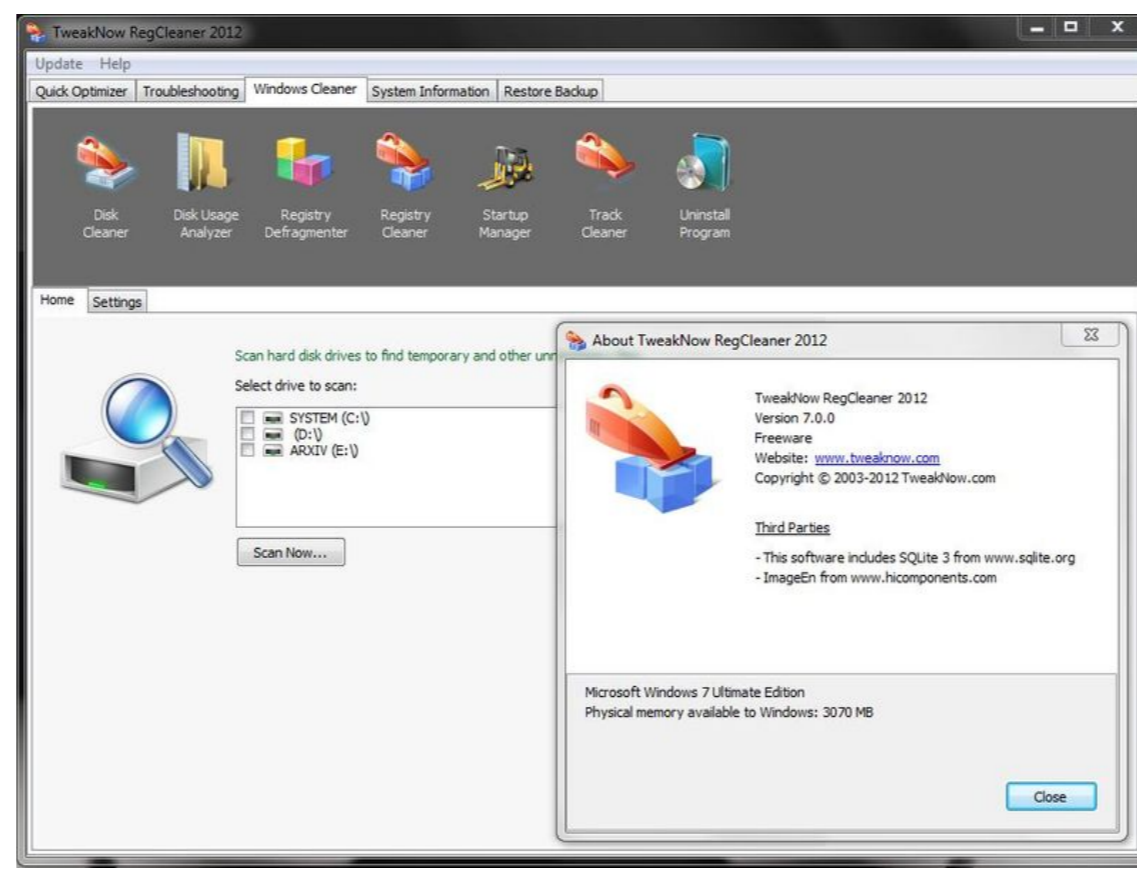 TweakNow RegCleaner 2012
Update Help
Quick Optimizer Troubleshooting Windows Cleaner System Information Restore Backup
Disk Cleaner
Disk Usage Analyzer
Registry Defragmenter
Registry Cleaner
Startup Manager
Track Cleaner
Uninstall Program
Home Settings
Scan hard disk drives to find temporary and other
Select drive to scan:
SYSTEM (C:\)
(D:\)
ARXIV (E:\)
Scan Now...
About TweakNow RegCleaner 2012
TweakNow RegCleaner 2012
Version 7.0.0
Freeware
Website: www.tweaknow.com
Copyright © 2003-2012 TweakNow.com
Third Parties
- This software includes SQLite 3 from www.sqlite.org
- ImageEn from www.hicomponents.com
Microsoft Windows 7 Ultimate Edition
Physical memory available to Windows: 3070 MB
Close